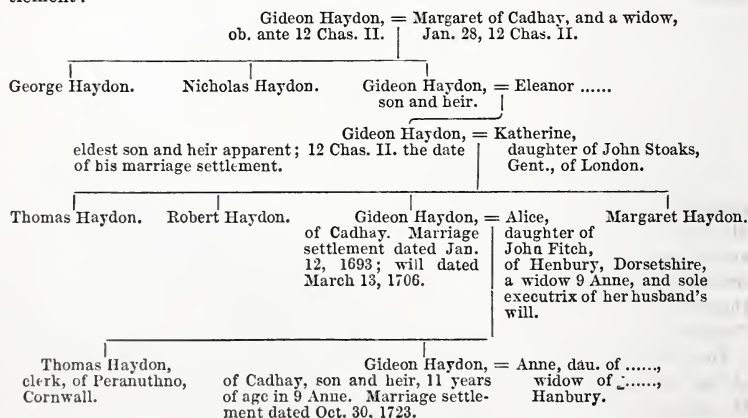 tlement :
Gideon Haydon, = Margaret of Cadhay, and a widow,
ob. ante 12 Chas. II. Jan. 28, 12 Chas. II.
George Haydon. Nicholas Haydon. Gideon Haydon, = Eleanor ......
son and heir.
Gideon Haydon, = Katherine,
eldest son and heir apparent; 12 Chas. II. the date daughter of John Stoaks,
of his marriage settlement. Gent., of London.
Thomas Haydon. Robert Haydon. Gideon Haydon, = Alice, Margaret Haydon.
of Cadhay. Marriage daughter of
settlement dated Jan. John Fitch,
12, 1693; will dated of Henbury, Dorsetshire,
March 13, 1706. a widow 9 Anne, and sole
executrix of her husband's
will.
Thomas Haydon, Gideon Haydon, = Anne, dau. of ......,
clerk, of Peranuthno, of Cadhay, son and heir, 11 years widow of ......,
Cornwall. of age in 9 Anne. Marriage settle- Hanbury.
ment dated Oct. 30, 1723.